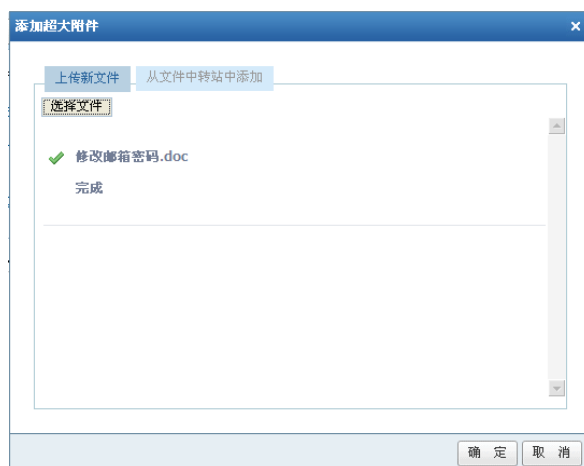 添加超大附件
上传新文件 从文件中转站中添加
选择文件
修改邮箱密码.doc
完成
确 定 取 消